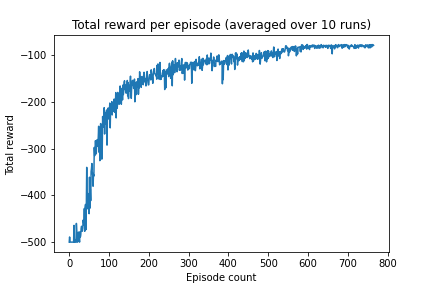 Total reward per episode (averaged over 10 runs)
−100
−200
−300
−400
−500
Total reward
0 100 200 300 400 500 600 700 800
Episode count